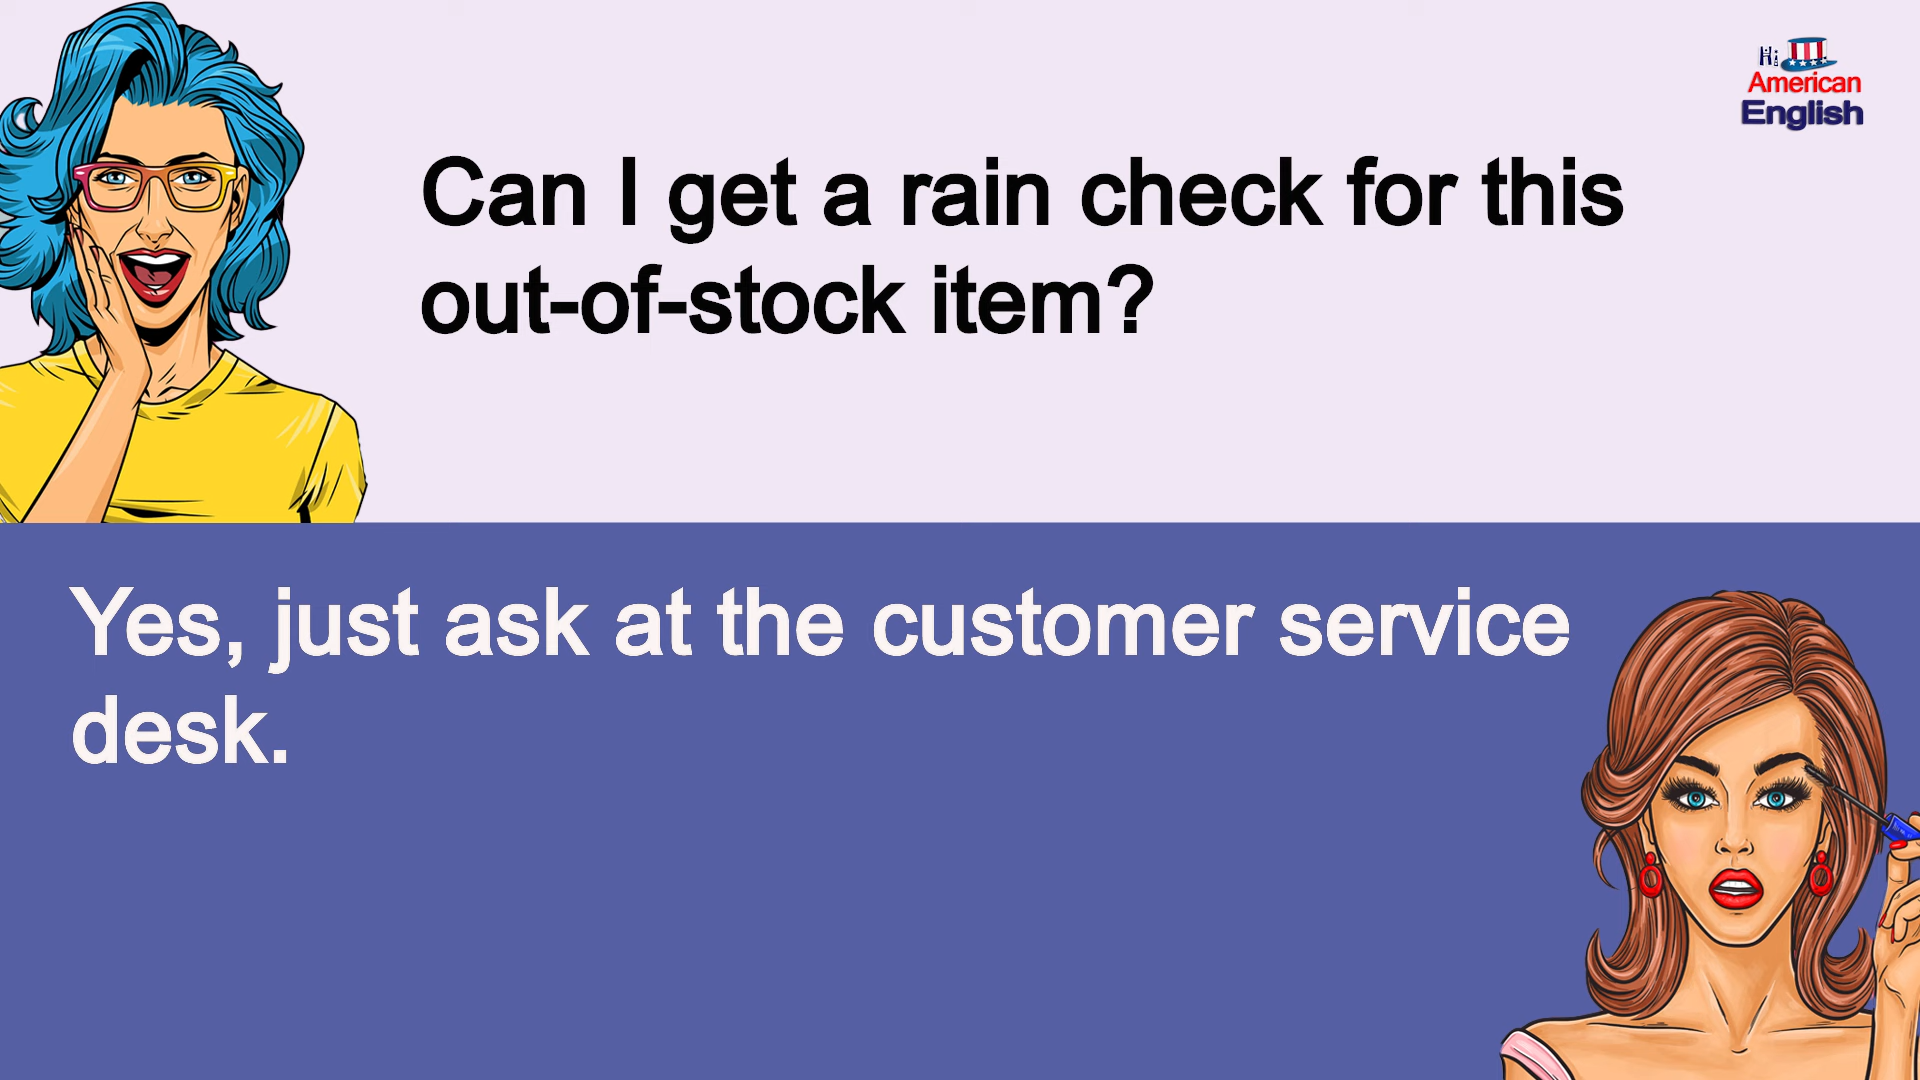 Hi
American
English
Can I get a rain check for this
out-of-stock item?
Yes, just ask at the customer service
desk.